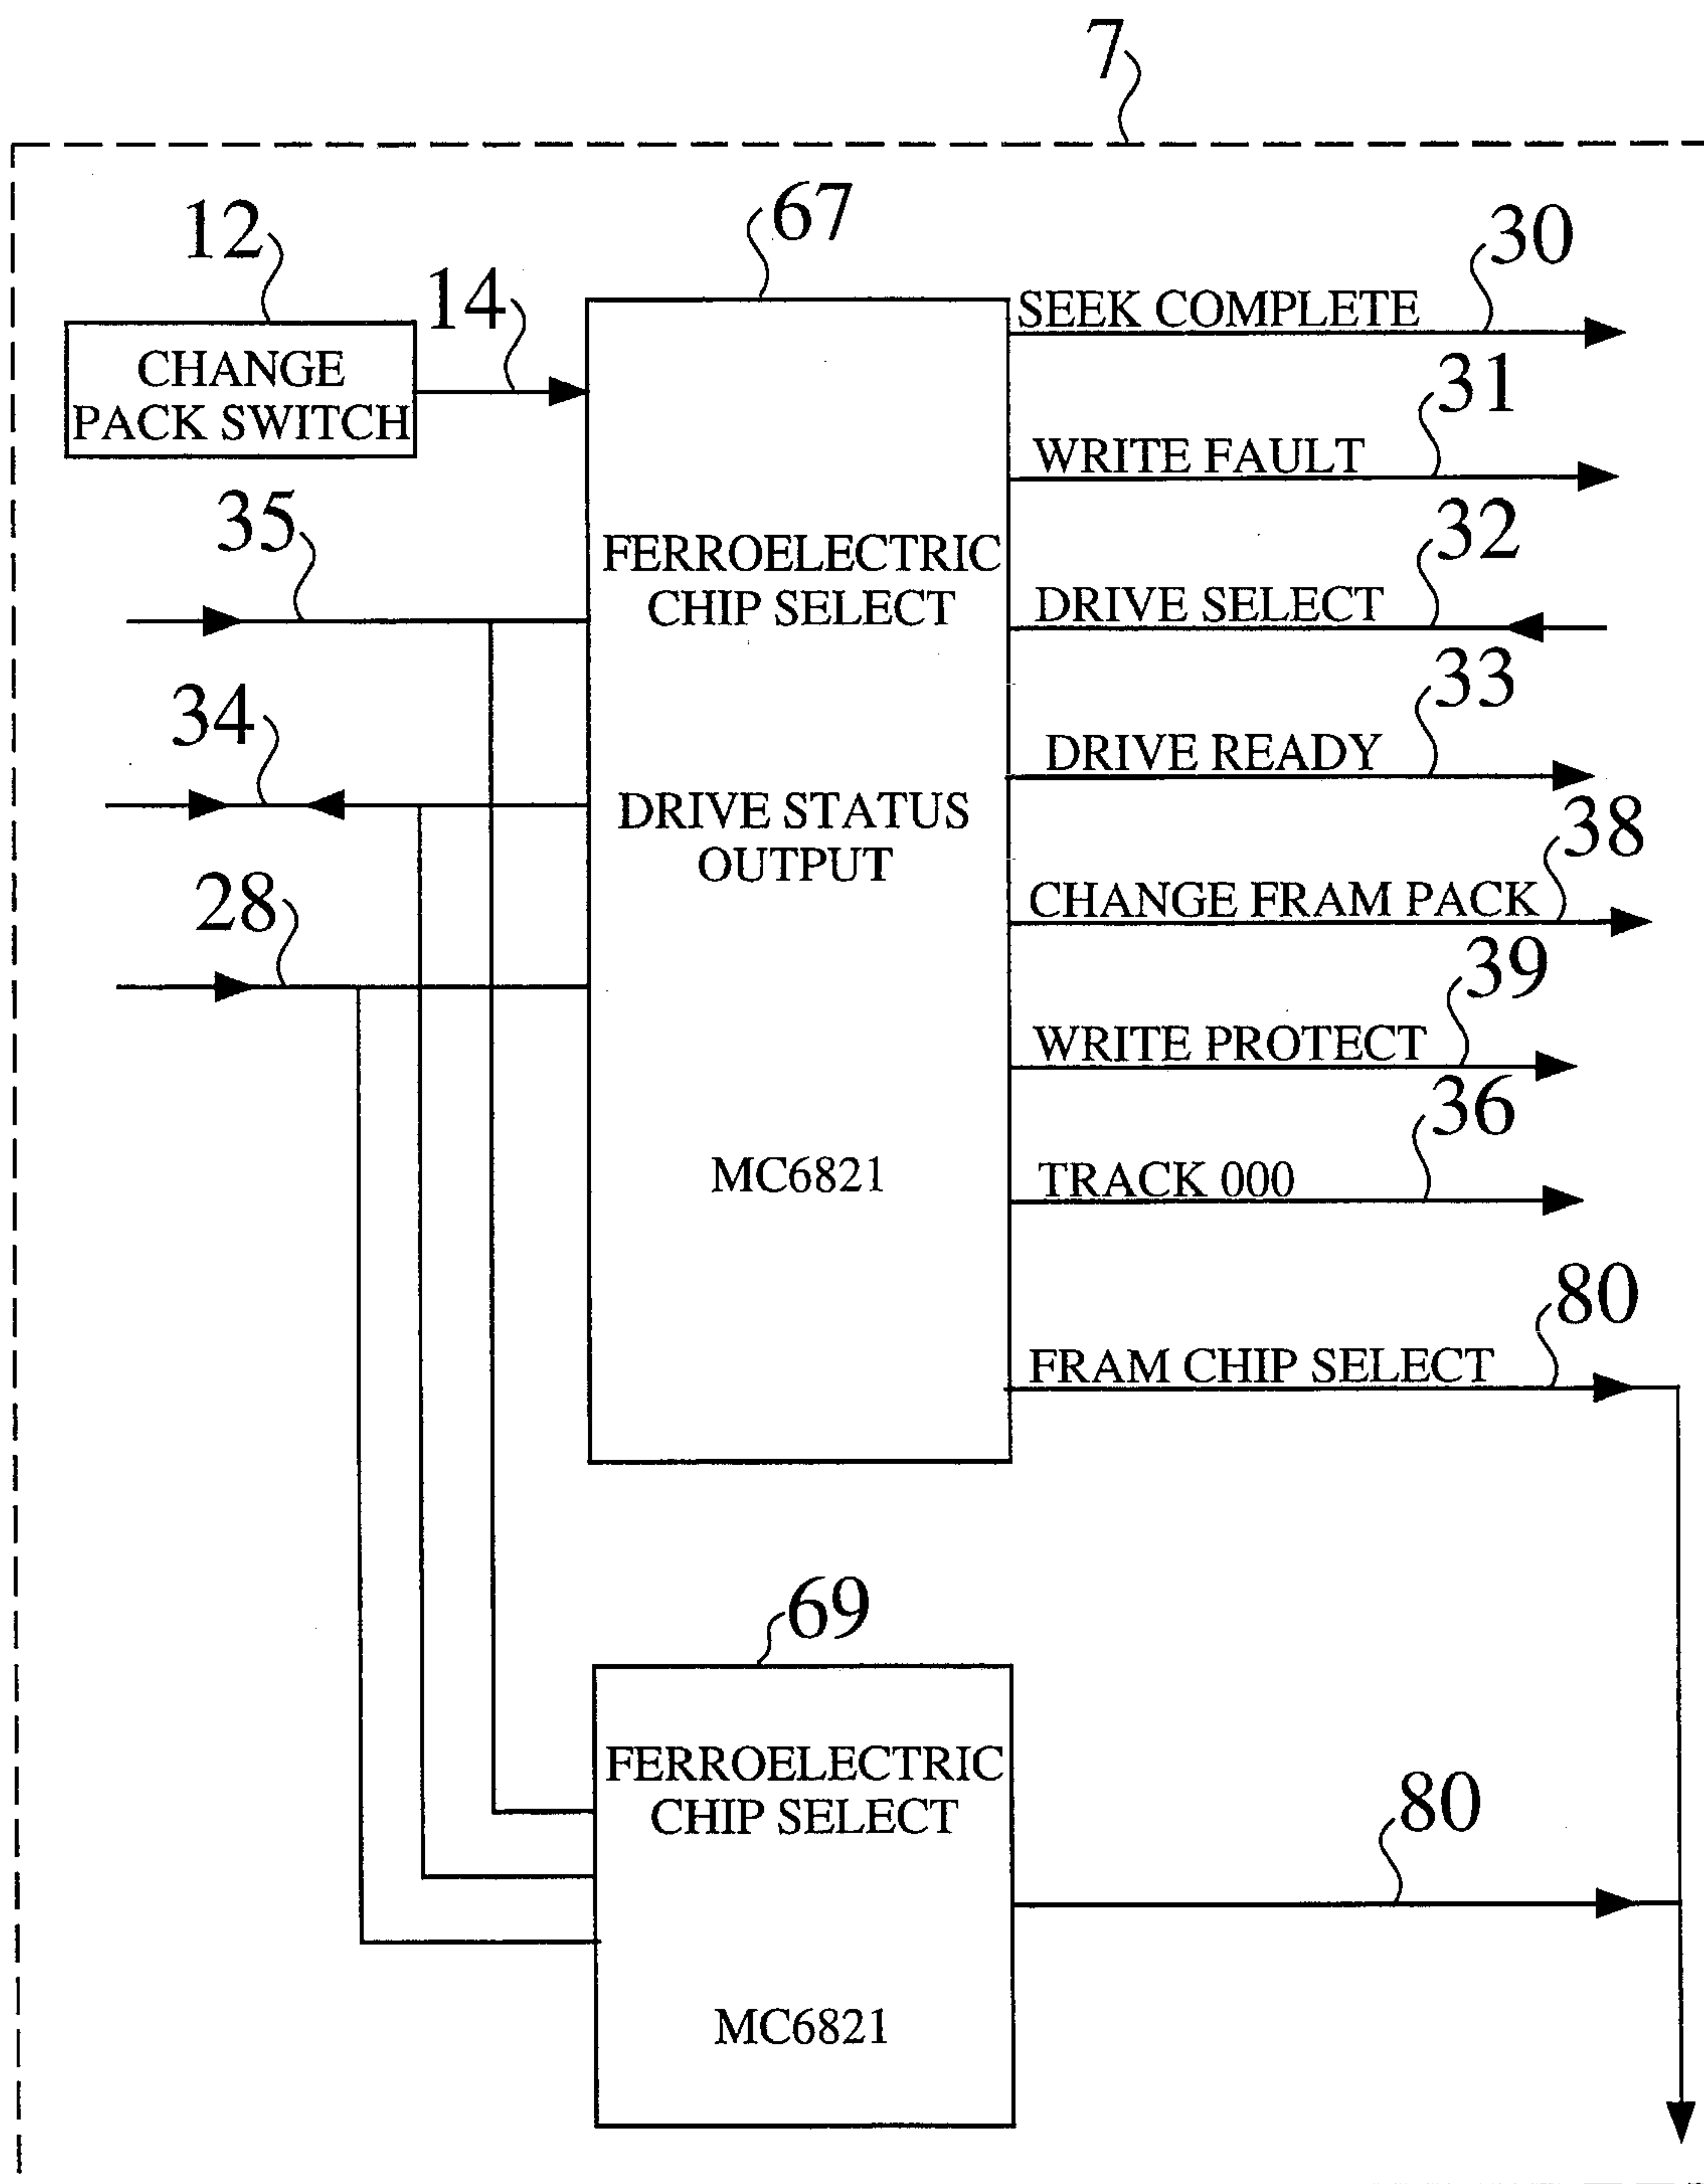 7
67
12
30
14
SEEK COMPLETE
CHANGE
PACK SWITCH
31
WRITE FAULT
35
32
FERROELECTRIC
CHIP SELECT
DRIVE SELECT
33
34
DRIVE READY
DRIVE STATUS
OUTPUT
38
28
CHANGE FRAM PACK
39
WRITE PROTECT
36
MC6821
TRACK 000
80
FRAM CHIP SELECT
69
FERROELECTRIC
CHIP SELECT
80
MC6821